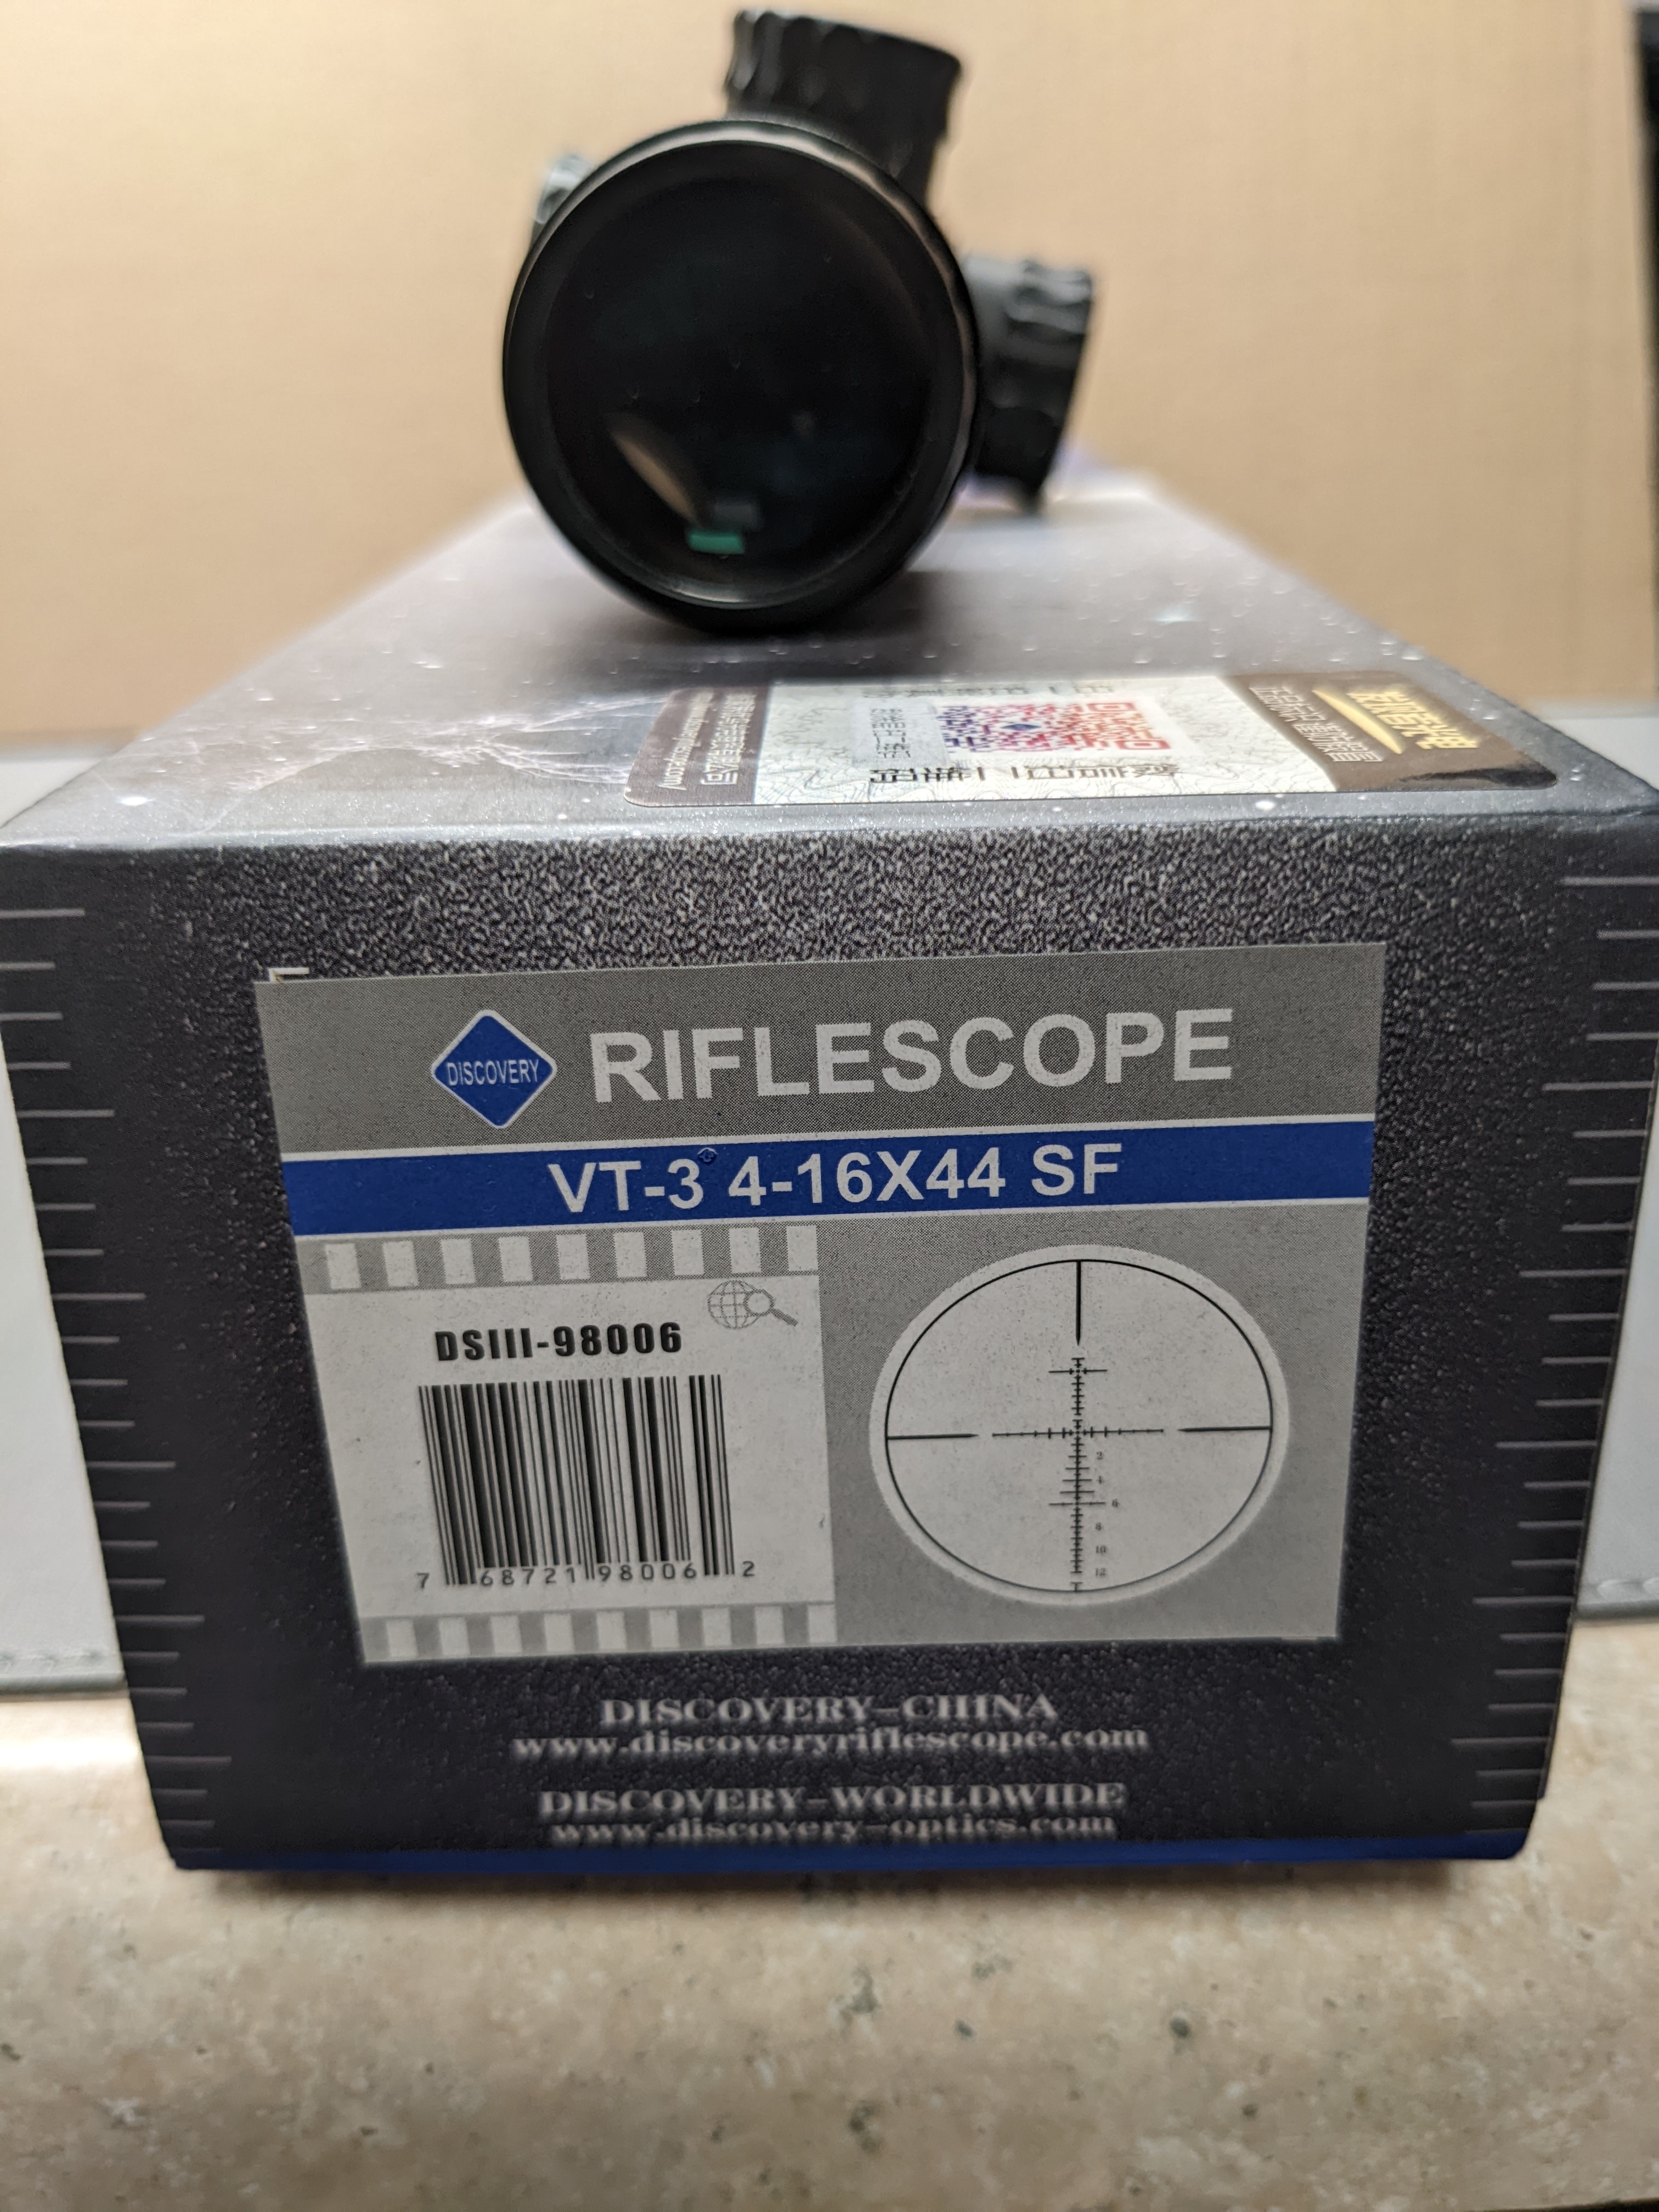 DISCOVERY RIFLESCOPE
VT-3 4-16X44 SF
DSIII-98006
7 68721 98006 2
2
4
6
8
10
12
DISCOVERY-CHINA
www.discoveryriflescope.com
DISCOVERY-WORLDWIDE
www.discovery-optics.com